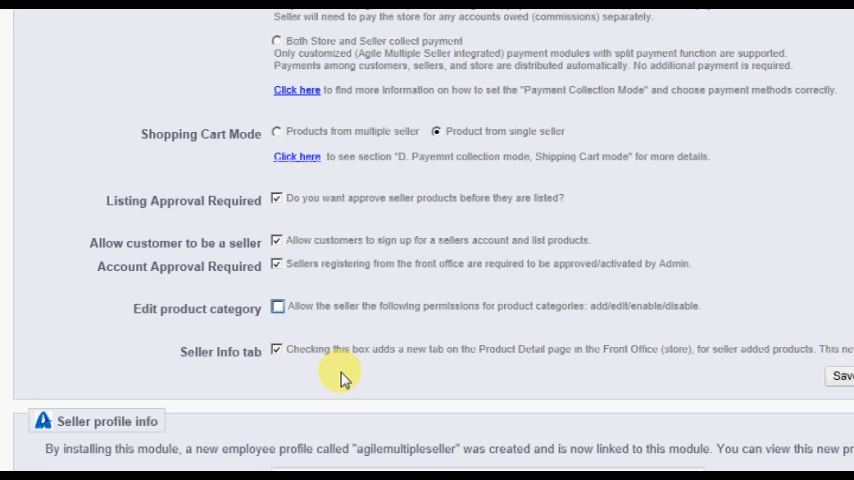 Seller will need to pay the store for any accounts owed (commissions) separately.
Both Store and Seller collect payment
Only customized (Agile Multiple Seller integrated) payment modules with split payment function are supported.
Payments among customers, sellers, and store are distributed automatically. No additional payment is required.
Click here to find more information on how to set the "Payment Collection Mode" and choose payment methods correctly.
Shopping Cart Mode Products from multiple seller Product from single seller
Click here to see section "D. Payemnt collection mode, Shipping Cart mode" for more details.
Listing Approval Required Do you want approve seller products before they are listed?
Allow customer to be a seller Allow customers to sign up for a sellers account and list products.
Account Approval Required Sellers registering from the front office are required to be approved/activated by Admin.
Edit product category Allow the seller the following permissions for product categories: add/edit/enable/disable.
Seller Info tab Checking this box adds a new tab on the Product Detail page in the Front Office (store), for seller added products. This ne
Save
Seller profile info
By installing this module, a new employee profile called "agilemultipleseller" was created and is now linked to this module. You can view this new pr